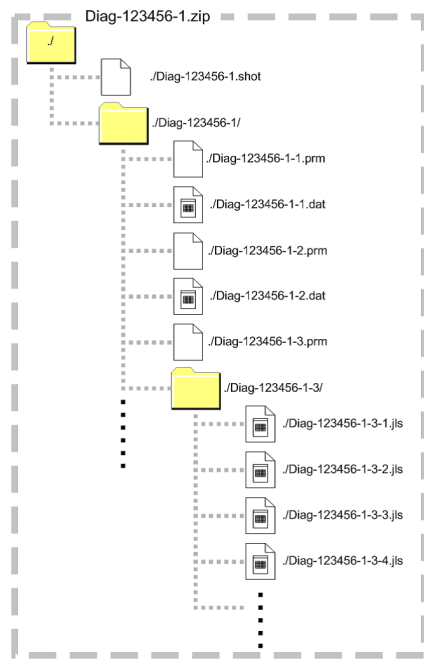 Diag-123456-1.zip
./
./Diag-123456-1.shot
./Diag-123456-1/
./Diag-123456-1-1.prm
./Diag-123456-1-1.dat
./Diag-123456-1-2.prm
./Diag-123456-1-2.dat
./Diag-123456-1-3.prm
./Diag-123456-1-3/
./Diag-123456-1-3-1.jls
./Diag-123456-1-3-2.jls
./Diag-123456-1-3-3.jls
./Diag-123456-1-3-4.jls